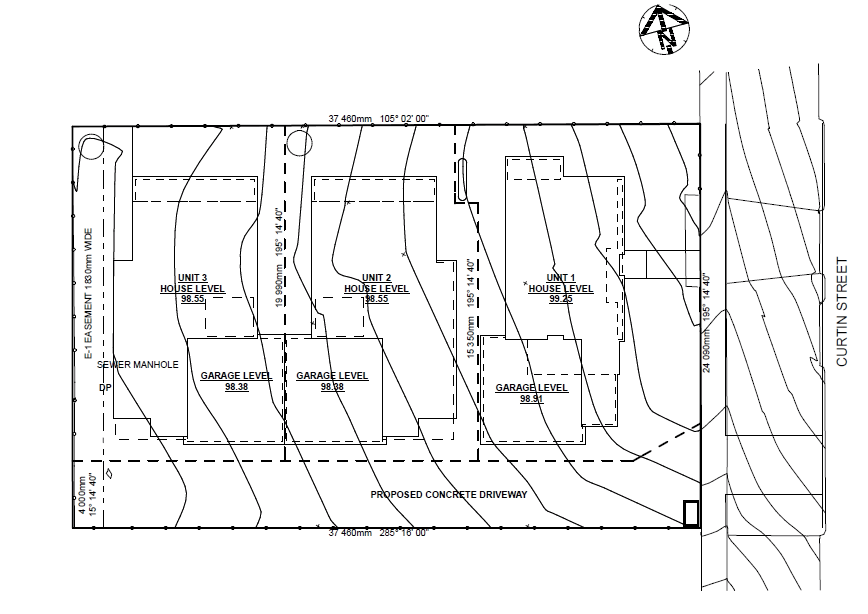 37 460mm 105° 02' 00"
E-1 EASEMENT 1830mm WIDE
19 990mm 195° 14' 40"
15 350mm 195° 14' 40"
24 090mm 195° 14' 40"
CURTIN STREET
UNIT 3
HOUSE LEVEL
98.55
UNIT 2
HOUSE LEVEL
98.55
UNIT 1
HOUSE LEVEL
99.25
SEWER MANHOLE
DP
GARAGE LEVEL
98.38
GARAGE LEVEL
98.38
GARAGE LEVEL
98.91
4 000mm
15° 14' 40"
PROPOSED CONCRETE DRIVEWAY
37 460mm 285° 16' 00"